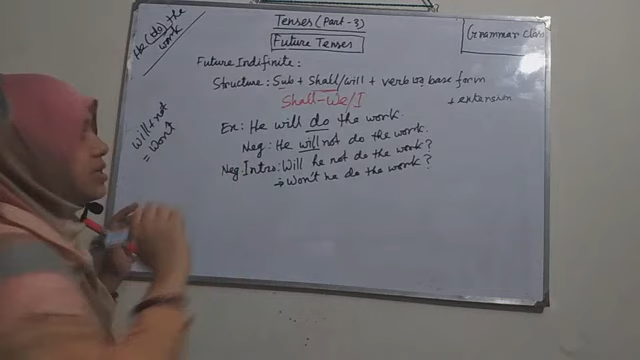 Tenses (Part-3)
Grammar Class
Future Tenses
He (do) the
work
Future Indefinite:
Structure: Sub + Shall/will + verb এর base form
+ extension
Shall-We/I
Ex: He will do the work.
Neg: He will not do the work.
Neg. Intro: Will he not do the work?
→ Won't he do the work?
will+not
= Won't